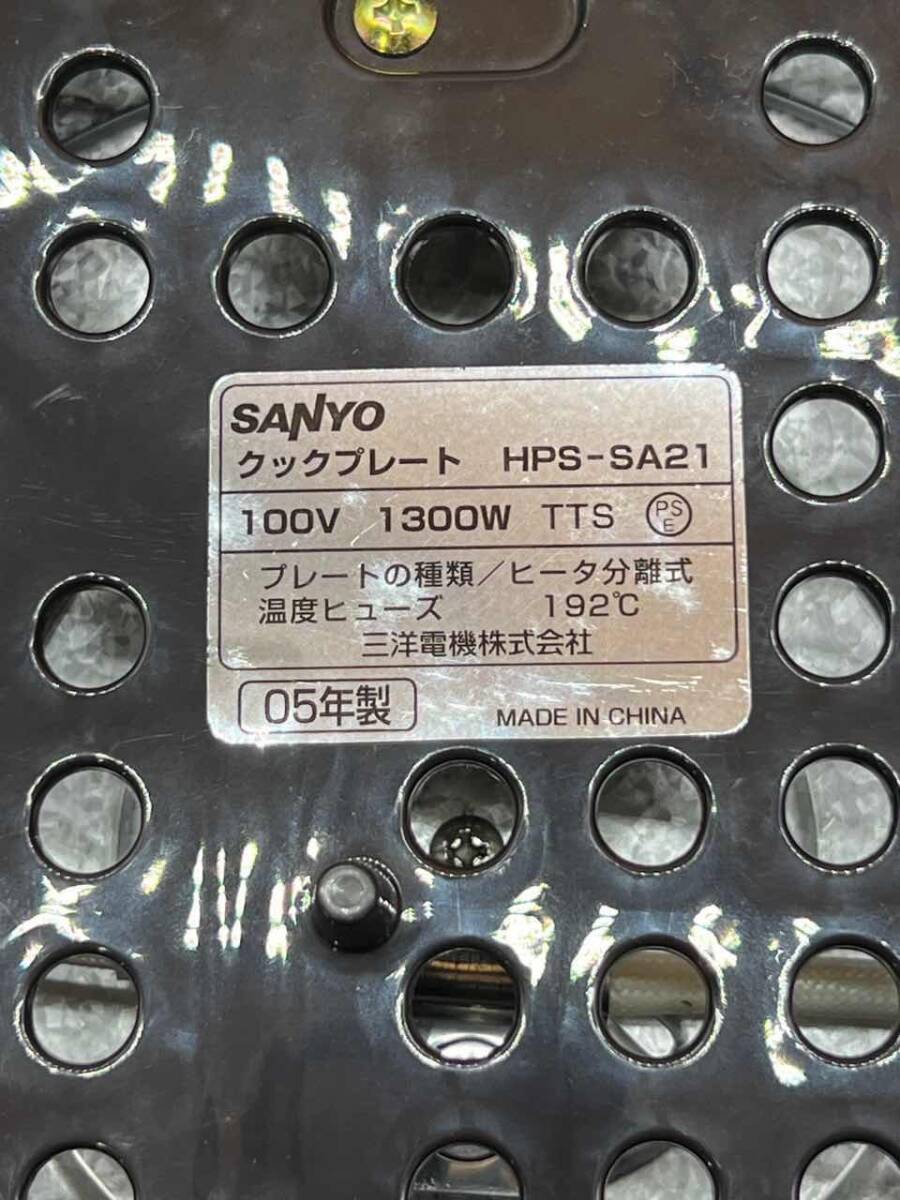 SANYO
クックプレート HPS-SA21
100V 1300W TTS PSE
プレートの種類/ヒータ分離式
温度ヒューズ 192℃
三洋電機株式会社
05年製 MADE IN CHINA